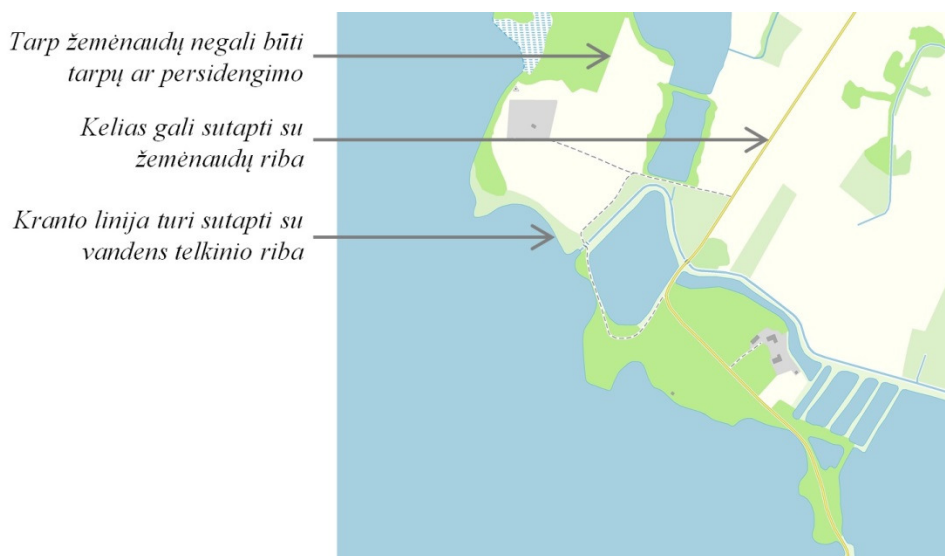 Tarp žemėnaudų negali būti
tarpų ar persidengimo
Kelias gali sutapti su
žemėnaudų riba
Kranto linija turi sutapti su
vandens telkinio riba